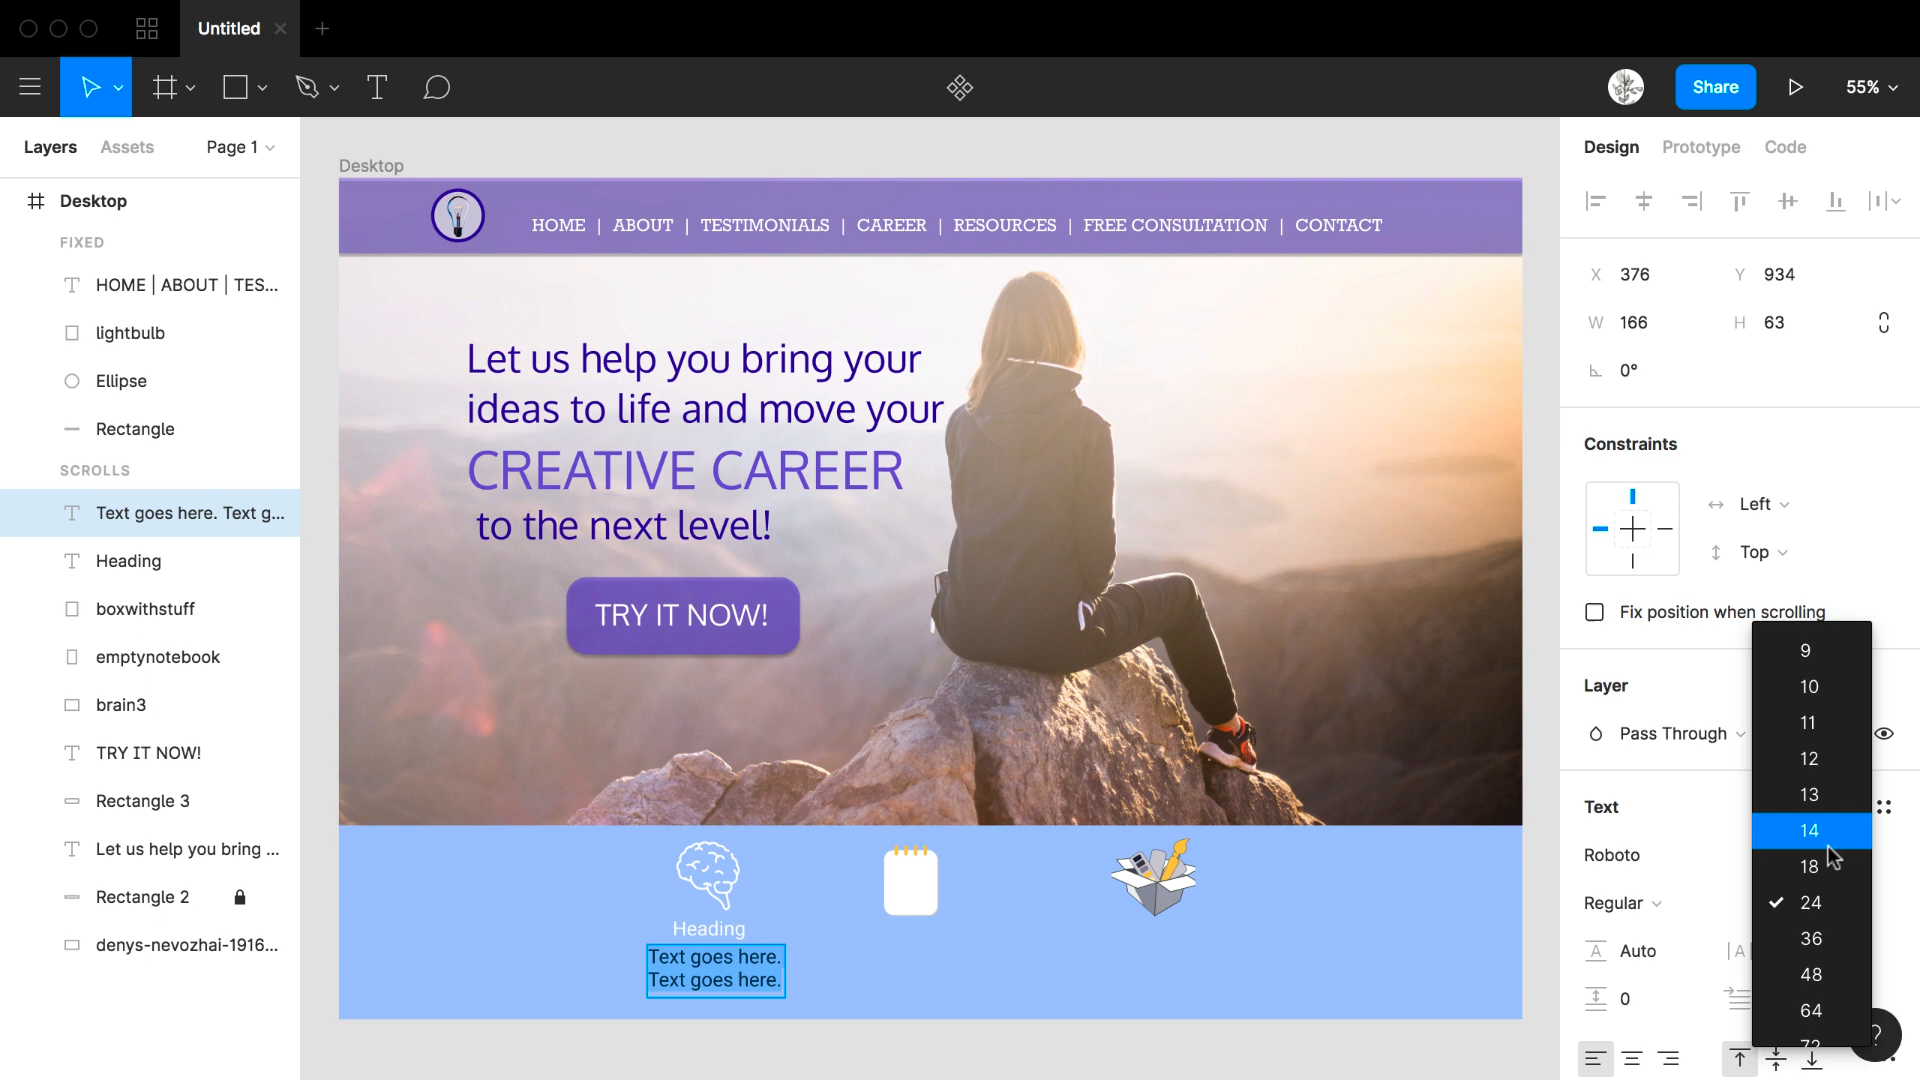 Untitled
Share
55%
Layers
Assets
Page 1
Desktop
FIXED
HOME | ABOUT | TES...
lightbulb
Ellipse
Rectangle
SCROLLS
Text goes here. Text g...
Heading
boxwithstuff
emptynotebook
brain3
TRY IT NOW!
Rectangle 3
Let us help you bring ...
Rectangle 2
denys-nevozhai-1916...
Desktop
HOME | ABOUT | TESTIMONIALS | CAREER | RESOURCES | FREE CONSULTATION | CONTACT
Let us help you bring your
ideas to life and move your
CREATIVE CAREER
to the next level!
TRY IT NOW!
Heading
Text goes here.
Text goes here.
Design
Prototype
Code
X 376
Y 934
W 166
H 63
0°
Constraints
Left
Top
Fix position when scrolling
Layer
Pass Through
Text
Roboto
Regular
A Auto
|A|
0
9
10
11
12
13
14
18
24
36
48
64
72
?